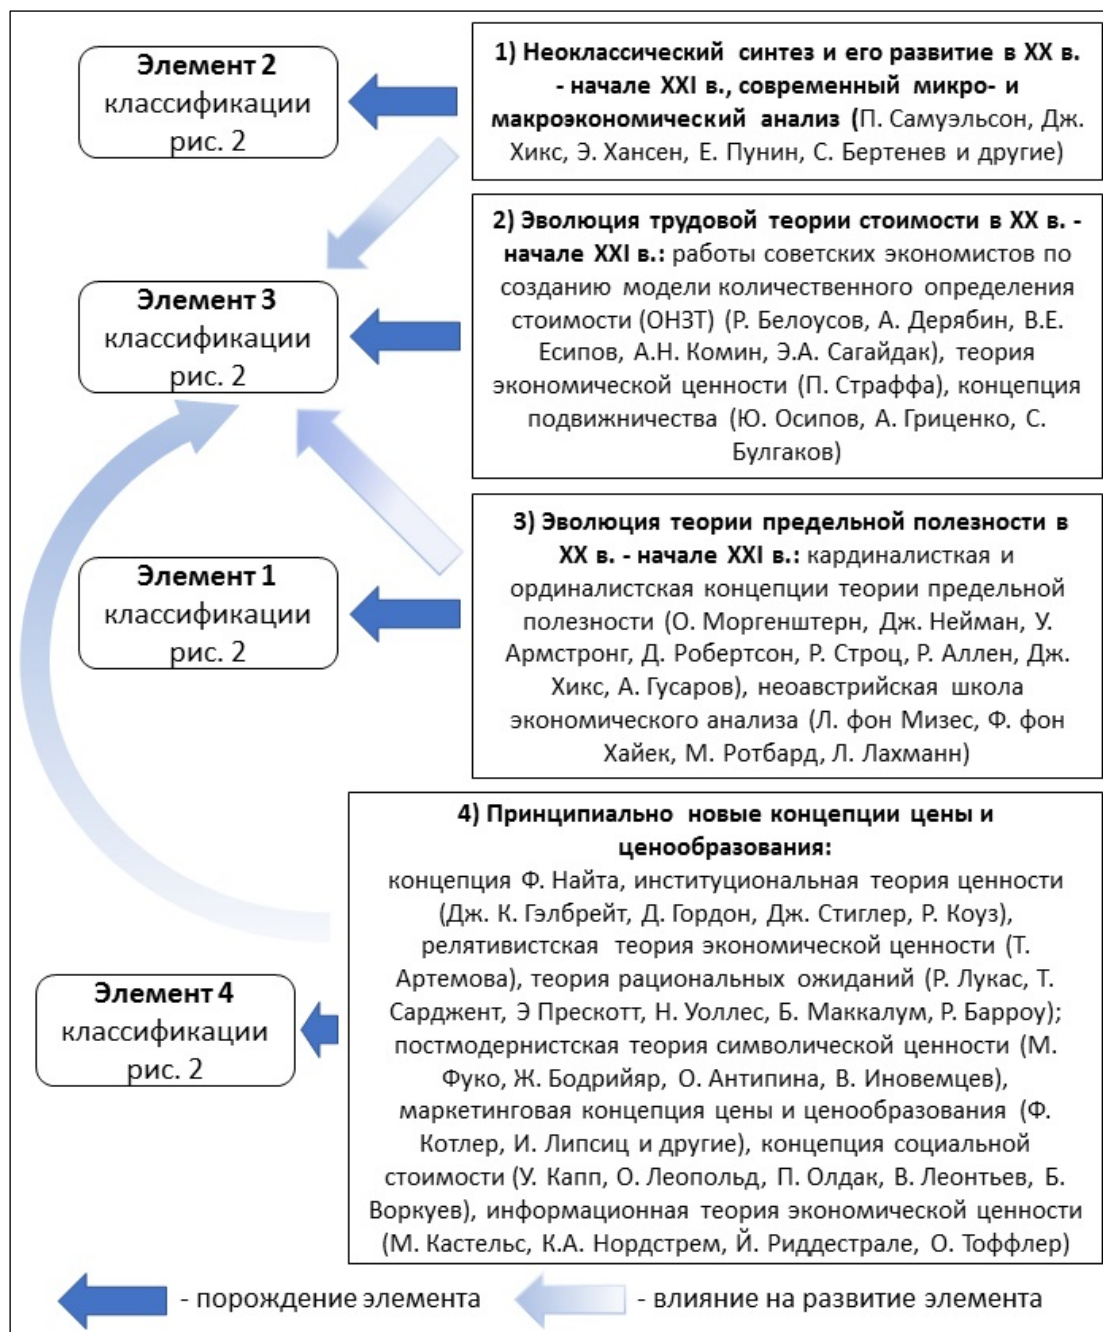 Элемент 2
классификации
рис. 2
1) Неоклассический синтез и его развитие в XX в.
- начале XXI в., современный микро- и
макроэкономический анализ (П. Самуэльсон, Дж.
Хикс, Э. Хансен, Е. Пунин, С. Бертенев и другие)
Элемент 3
классификации
рис. 2
2) Эволюция трудовой теории стоимости в XX в. -
начале XXI в.: работы советских экономистов по
созданию модели количественного определения
стоимости (ОНЗТ) (Р. Белоусов, А. Дерябин, В.Е.
Есипов, А.Н. Комин, Э.А. Сагайдак), теория
экономической ценности (П. Страффа), концепция
подвижничества (Ю. Осипов, А. Гриценко, С.
Булгаков)
Элемент 1
классификации
рис. 2
3) Эволюция теории предельной полезности в
XX в. - начале XXI в.: кардиналисткая и
ординалистская концепции теории предельной
полезности (О. Моргенштерн, Дж. Нейман, У.
Армстронг, Д. Робертсон, Р. Строц, Р. Аллен, Дж.
Хикс, А. Гусаров), неоавстрийская школа
экономического анализа (Л. фон Мизес, Ф. фон
Хайек, М. Ротбард, Л. Лахманн)
Элемент 4
классификации
рис. 2
4) Принципиально новые концепции цены и
ценообразования:
концепция Ф. Найта, институциональная теория ценности
(Дж. К. Гэлбрейт, Д. Гордон, Дж. Стиглер, Р. Коуз),
релятивистская теория экономической ценности (Т.
Артемова), теория рациональных ожиданий (Р. Лукас, Т.
Сарджент, Э Прескотт, Н. Уоллес, Б. Маккалум, Р. Барроу);
постмодернистская теория символической ценности (М.
Фуко, Ж. Бодрийяр, О. Антипина, В. Иновемцев),
маркетинговая концепция цены и ценообразования (Ф.
Котлер, И. Липсиц и другие), концепция социальной
стоимости (У. Капп, О. Леопольд, П. Олдак, В. Леонтьев, Б.
Воркуев), информационная теория экономической ценности
(М. Кастельс, К.А. Нордстрем, Й. Риддестрале, О. Тоффлер)
- порождение элемента
- влияние на развитие элемента